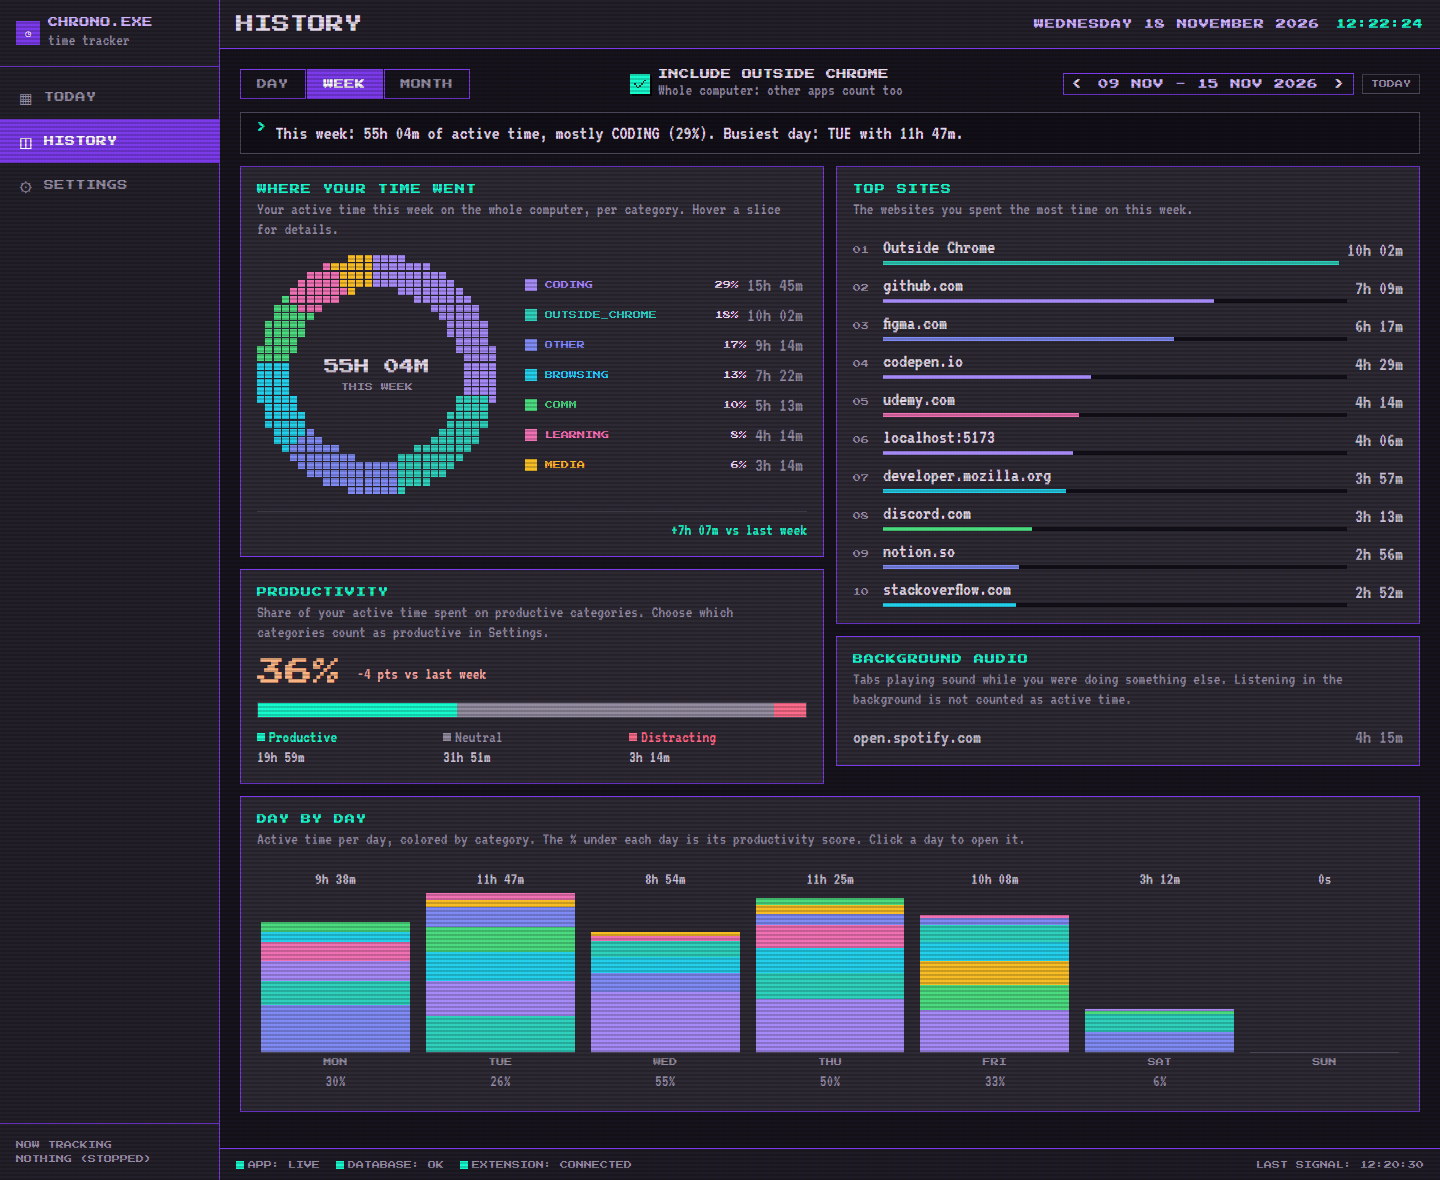 CHRONO.EXE
time tracker
TODAY
HISTORY
SETTINGS
NOW TRACKING
NOTHING (STOPPED)
HISTORY
WEDNESDAY 18 NOVEMBER 2026 12:22:24
DAY WEEK MONTH
INCLUDE OUTSIDE CHROME
Whole computer: other apps count too
< 09 NOV – 15 NOV 2026 > TODAY
> This week: 55h 04m of active time, mostly CODING (29%). Busiest day: TUE with 11h 47m.
WHERE YOUR TIME WENT
Your active time this week on the whole computer, per category. Hover a slice
for details.
55H 04M
THIS WEEK
CODING 29% 15h 45m
OUTSIDE_CHROME 18% 10h 02m
OTHER 17% 9h 14m
BROWSING 13% 7h 22m
COMM 10% 5h 13m
LEARNING 8% 4h 14m
MEDIA 6% 3h 14m
+7h 07m vs last week
PRODUCTIVITY
Share of your active time spent on productive categories. Choose which
categories count as productive in Settings.
36% -4 pts vs last week
Productive Neutral Distracting
19h 59m 31h 51m 3h 14m
TOP SITES
The websites you spent the most time on this week.
01 Outside Chrome 10h 02m
02 github.com 7h 09m
03 figma.com 6h 17m
04 codepen.io 4h 29m
05 udemy.com 4h 14m
06 localhost:5173 4h 06m
07 developer.mozilla.org 3h 57m
08 discord.com 3h 13m
09 notion.so 2h 56m
10 stackoverflow.com 2h 52m
BACKGROUND AUDIO
Tabs playing sound while you were doing something else. Listening in the
background is not counted as active time.
open.spotify.com 4h 15m
DAY BY DAY
Active time per day, colored by category. The % under each day is its productivity score. Click a day to open it.
9h 38m 11h 47m 8h 54m 11h 25m 10h 08m 3h 12m 0s
MON TUE WED THU FRI SAT SUN
30% 26% 55% 50% 33% 6%
APP: LIVE DATABASE: OK EXTENSION: CONNECTED
LAST SIGNAL: 12:20:30